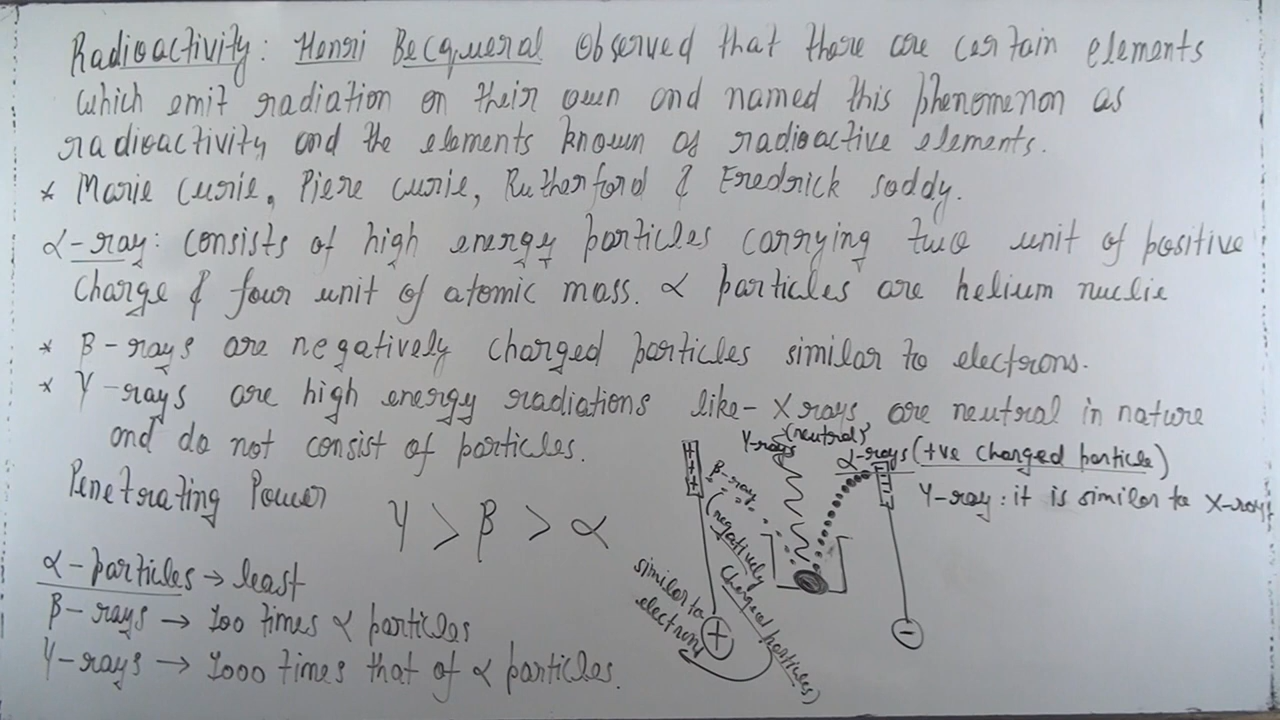 Radioactivity: Henri Becqueral Observed that there are certain elements
which emit radiation on their own and named this phenomenon as
radioactivity and the elements known as radioactive elements.
* Marie Curie, Piere Curie, Rutherford & Fredrick Soddy.
α-ray: consists of high energy particles carrying two unit of positive
Charge & four unit of atomic mass. α particles are helium nuclie
* β-rays are negatively charged particles similar to electrons.
* γ-rays are high energy radiations like- X rays are neutral in nature
and do not consist of particles.
Penetrating Power
γ > β > α
α-particles → least
β-rays → 100 times α particles
γ-rays → 1000 times that of α particles.
γ-rays (neutral)
α-rays (+ve charged particle)
γ-ray: it is similar to X-rays
+++
β-ray
(negatively Charged particles)
similar to
electron
+
−